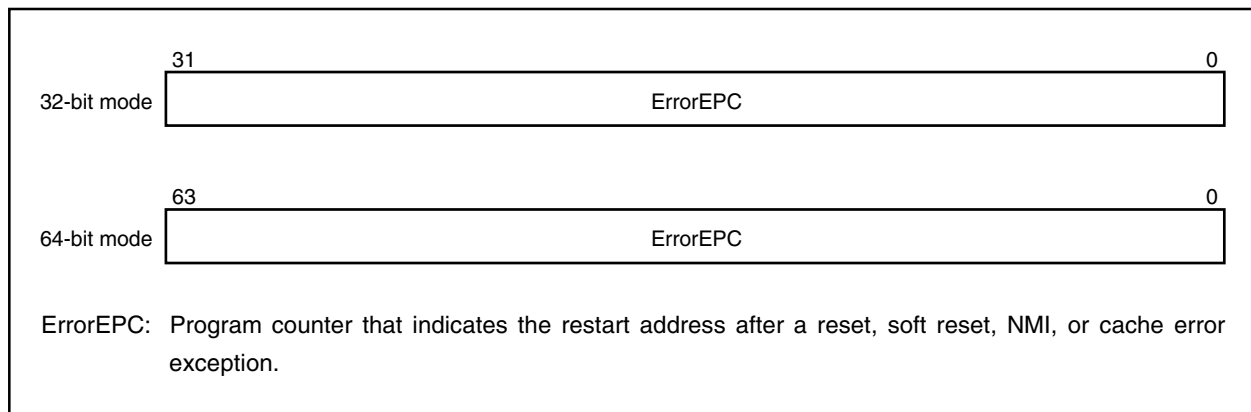 31 0
32-bit mode ErrorEPC
63 0
64-bit mode ErrorEPC
ErrorEPC: Program counter that indicates the restart address after a reset, soft reset, NMI, or cache error
exception.